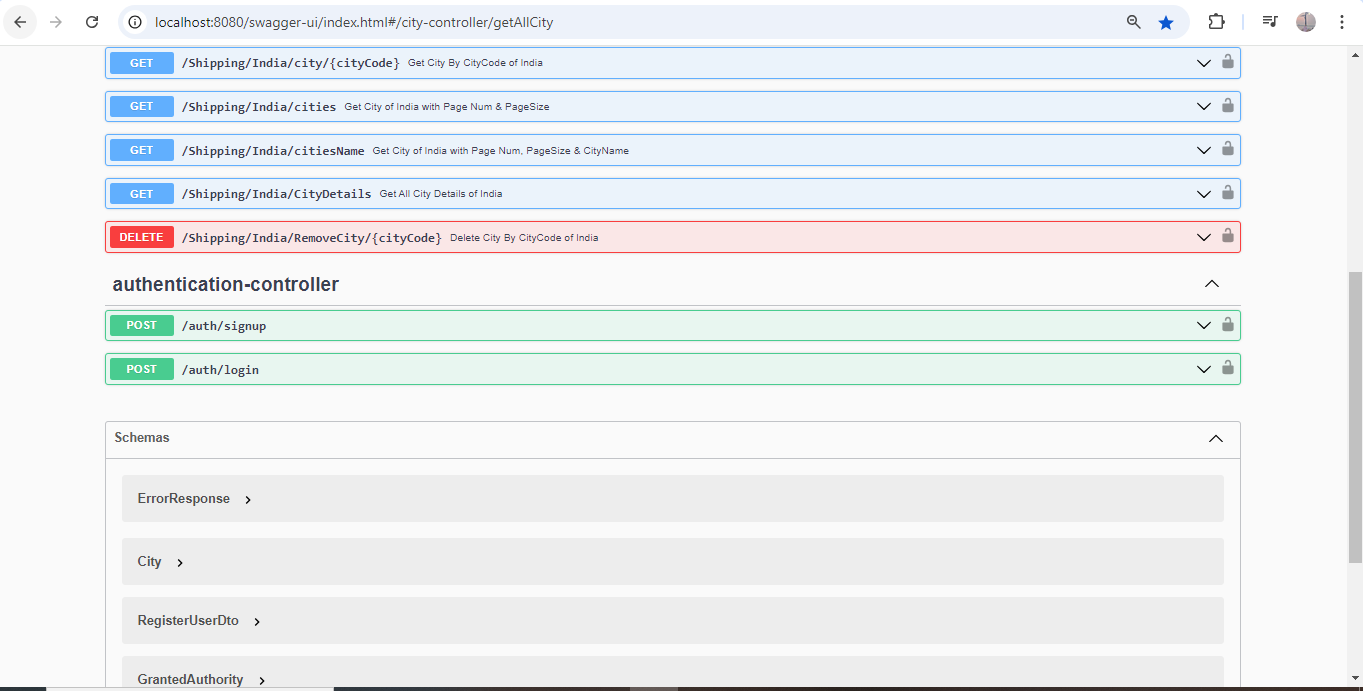 localhost:8080/swagger-ui/index.html#/city-controller/getAllCity
GET /Shipping/India/city/{cityCode} Get City By CityCode of India
GET /Shipping/India/cities Get City of India with Page Num & PageSize
GET /Shipping/India/citiesName Get City of India with Page Num, PageSize & CityName
GET /Shipping/India/CityDetails Get All City Details of India
DELETE /Shipping/India/RemoveCity/{cityCode} Delete City By CityCode of India
authentication-controller
POST /auth/signup
POST /auth/login
Schemas
ErrorResponse
City
RegisterUserDto
GrantedAuthority